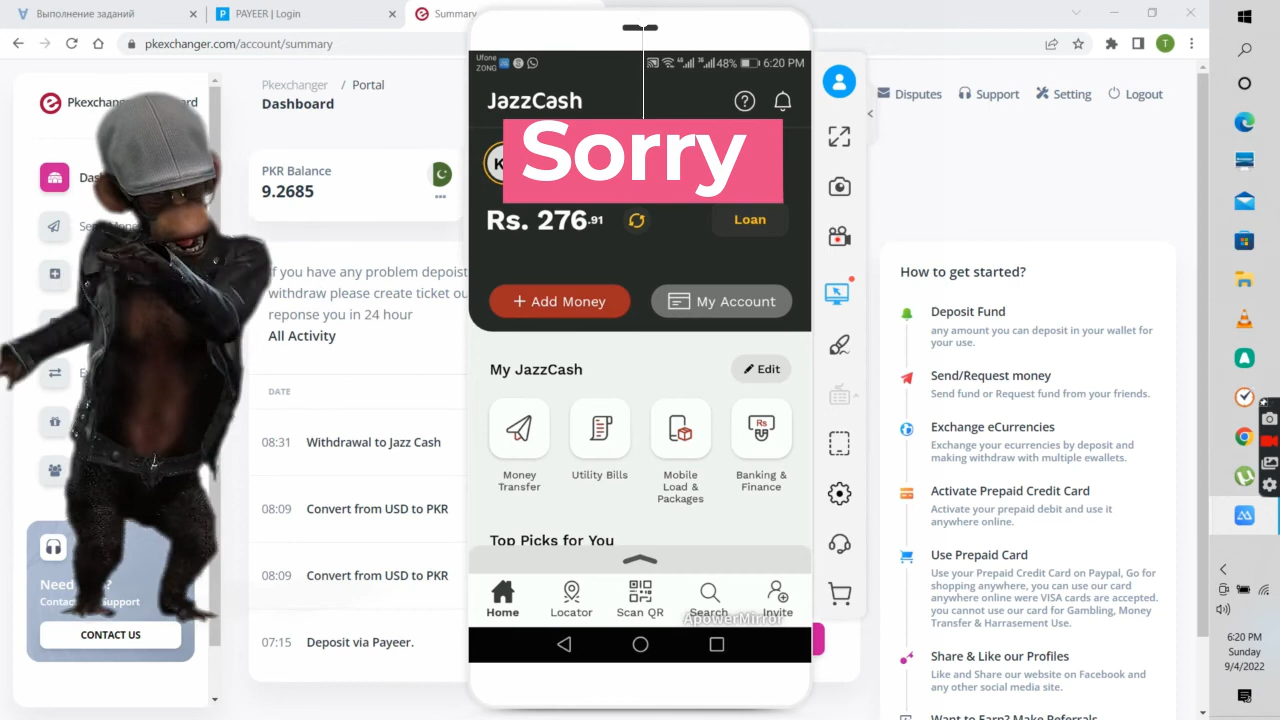 Выполнение заданий
PAYEER | Login
Summary
pkexchanger.com/account/summary
T
Pkexchanger
Pkexchanger / Portal
Dashboard
Disputes
Support
Setting
Logout
PKR Balance
9.2685
If you have any problem deposit
withdraw please create ticket ou
reponse you in 24 hour
All Activity
DATE
08:31 Withdrawal to Jazz Cash
08:09 Convert from USD to PKR
08:09 Convert from USD to PKR
07:15 Deposit via Payeer.
CONTACT US
Ufone
ZONG
48% 6:20 PM
JazzCash
Sorry
Rs. 276.91
Loan
+ Add Money
My Account
My JazzCash
Edit
Money
Transfer
Utility Bills
Mobile
Load &
Packages
Rs
Banking &
Finance
Top Picks for You
Home
Locator
Scan QR
Search
Invite
ApowerMirror
How to get started?
Deposit Fund
any amount you can deposit in your wallet for
your use.
Send/Request money
Send fund or Request fund from your friends.
Exchange eCurrencies
Exchange your ecurrencies by deposit and
making withdraw with multiple ewallets.
Activate Prepaid Credit Card
Activate your prepaid debit and use it
anywhere online.
Use Prepaid Card
Use your Prepaid Credit Card on Paypal, Go for
shopping anywhere, you can use our card
anywhere online were VISA cards are accepted.
you cannot use our card for Gambling, Money
Transfer & Harrasement Use.
Share & Like our Profiles
Like and Share our website on Facebook and
any other social media site.
Want to Earn? Make Referrals
6:20 PM
Sunday
9/4/2022